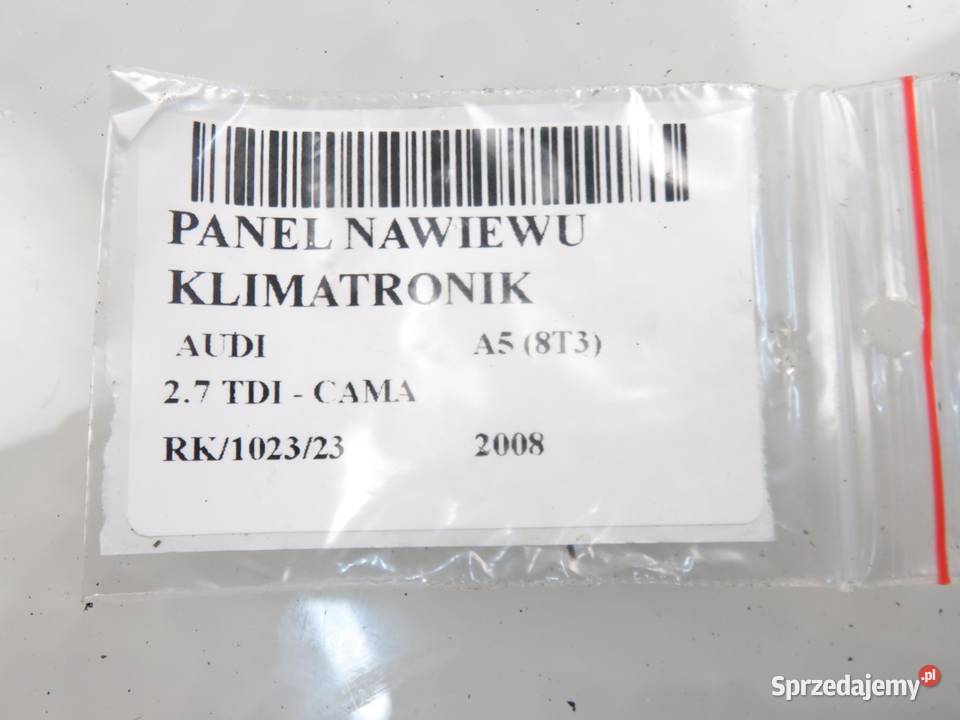 PANEL NAWIEWU
KLIMATRONIK
AUDI A5 (8T3)
2.7 TDI - CAMA
RK/1023/23 2008
Sprzedajemy.pl